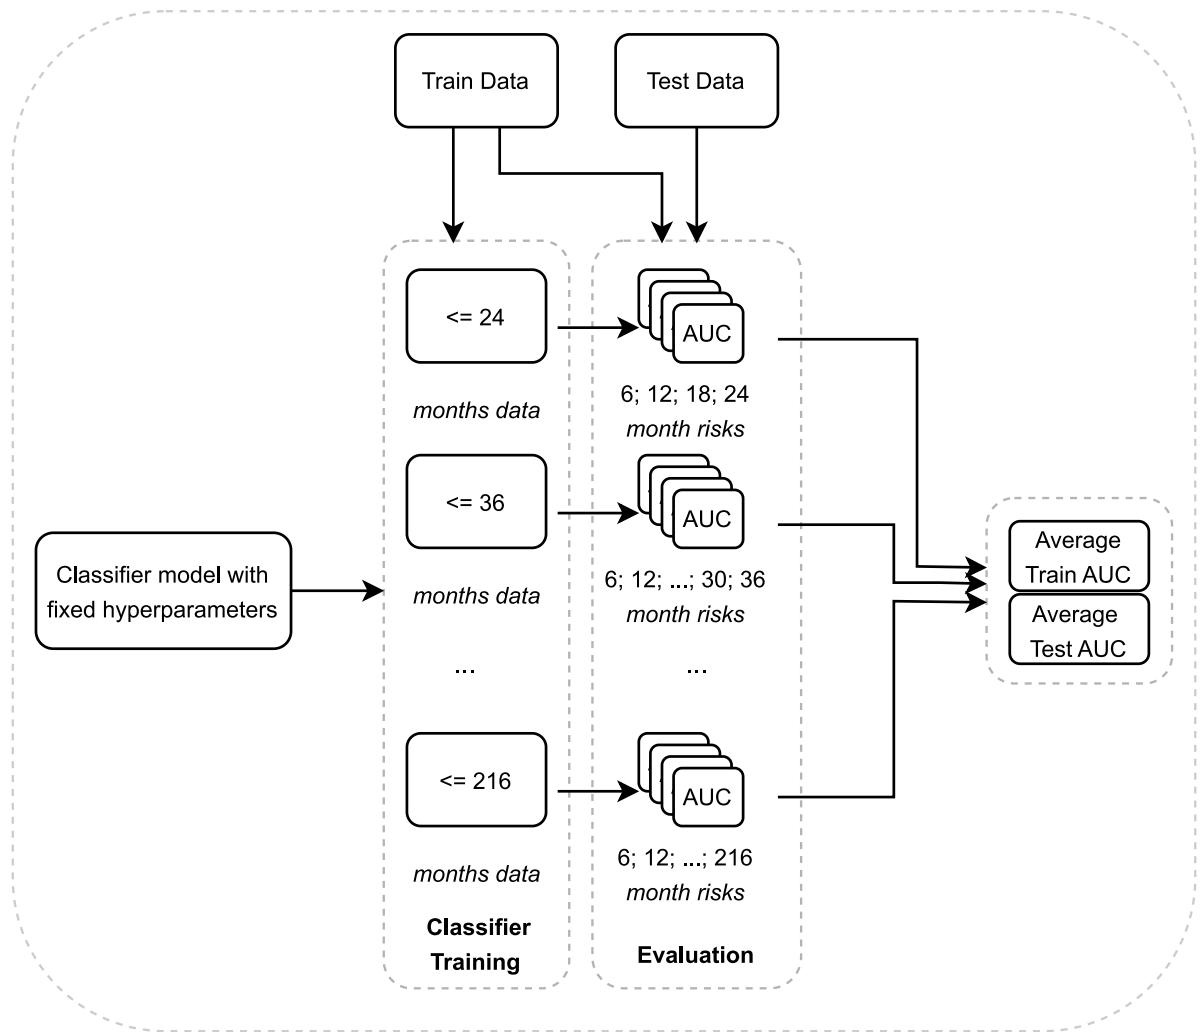 Train Data
Test Data
<= 24
AUC
months data
6; 12; 18; 24
month risks
<= 36
AUC
months data
6; 12; ...; 30; 36
month risks
Classifier model with
fixed hyperparameters
Average
Train AUC
Average
Test AUC
...
...
<= 216
AUC
months data
6; 12; ...; 216
month risks
Classifier
Training
Evaluation